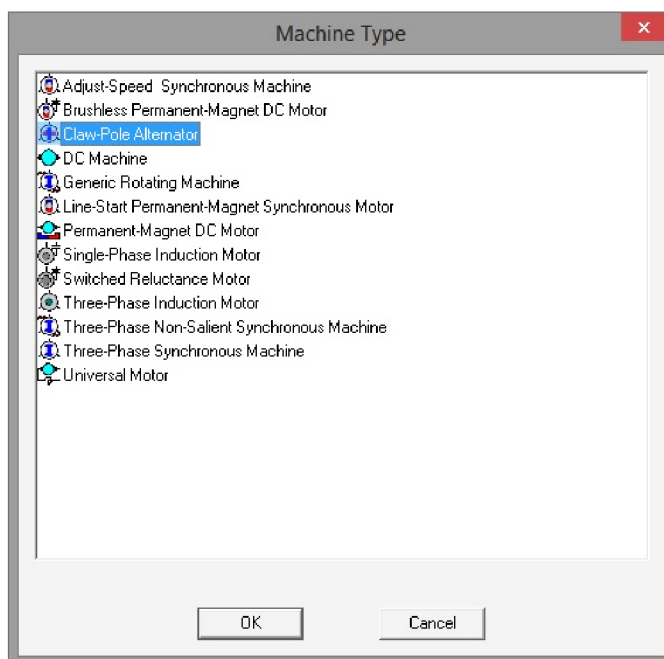 Machine Type
Adjust-Speed  Synchronous Machine
Brushless Permanent-Magnet DC Motor
Claw-Pole Alternator
DC Machine
Generic Rotating Machine
Line-Start Permanent-Magnet Synchronous Motor
Permanent-Magnet DC Motor
Single-Phase Induction Motor
Switched Reluctance Motor
Three-Phase Induction Motor
Three-Phase Non-Salient Synchronous Machine
Three-Phase Synchronous Machine
Universal Motor
OK Cancel